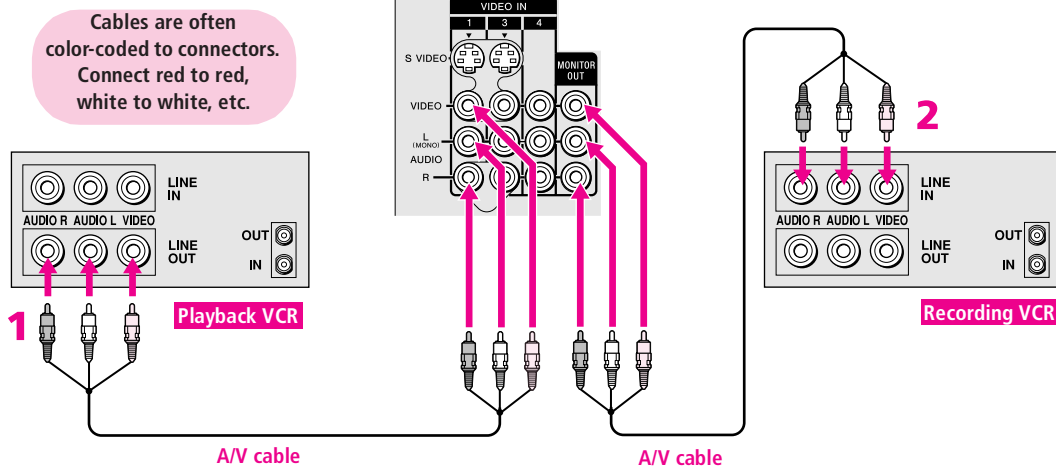 Cables are often
color-coded to connectors.
Connect red to red,
white to white, etc.
VIDEO IN
1 3 4
S VIDEO
MONITOR
OUT
VIDEO
L
(MONO)
AUDIO
R
LINE
IN
AUDIO R AUDIO L VIDEO
LINE
OUT
OUT
IN
1
Playback VCR
A/V cable
A/V cable
2
LINE
IN
AUDIO R AUDIO L VIDEO
LINE
OUT
OUT
IN
Recording VCR